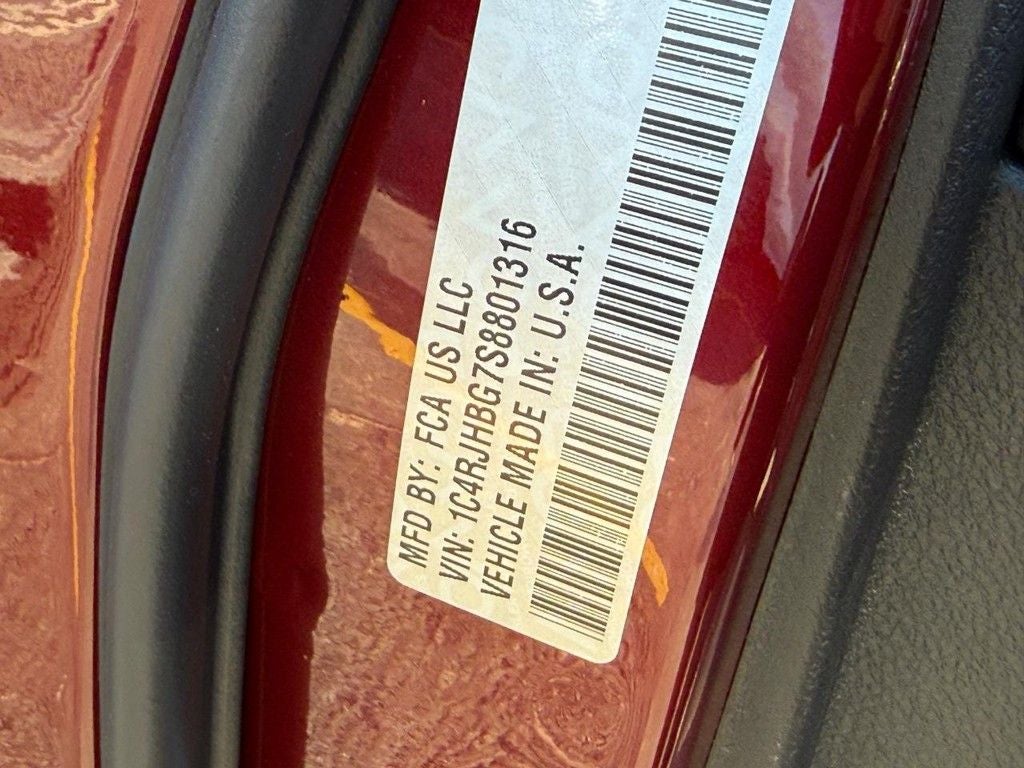 MFD BY: FCA US LLC
VIN: 1C4RJHBG7S8801316
VEHICLE MADE IN: U.S.A.